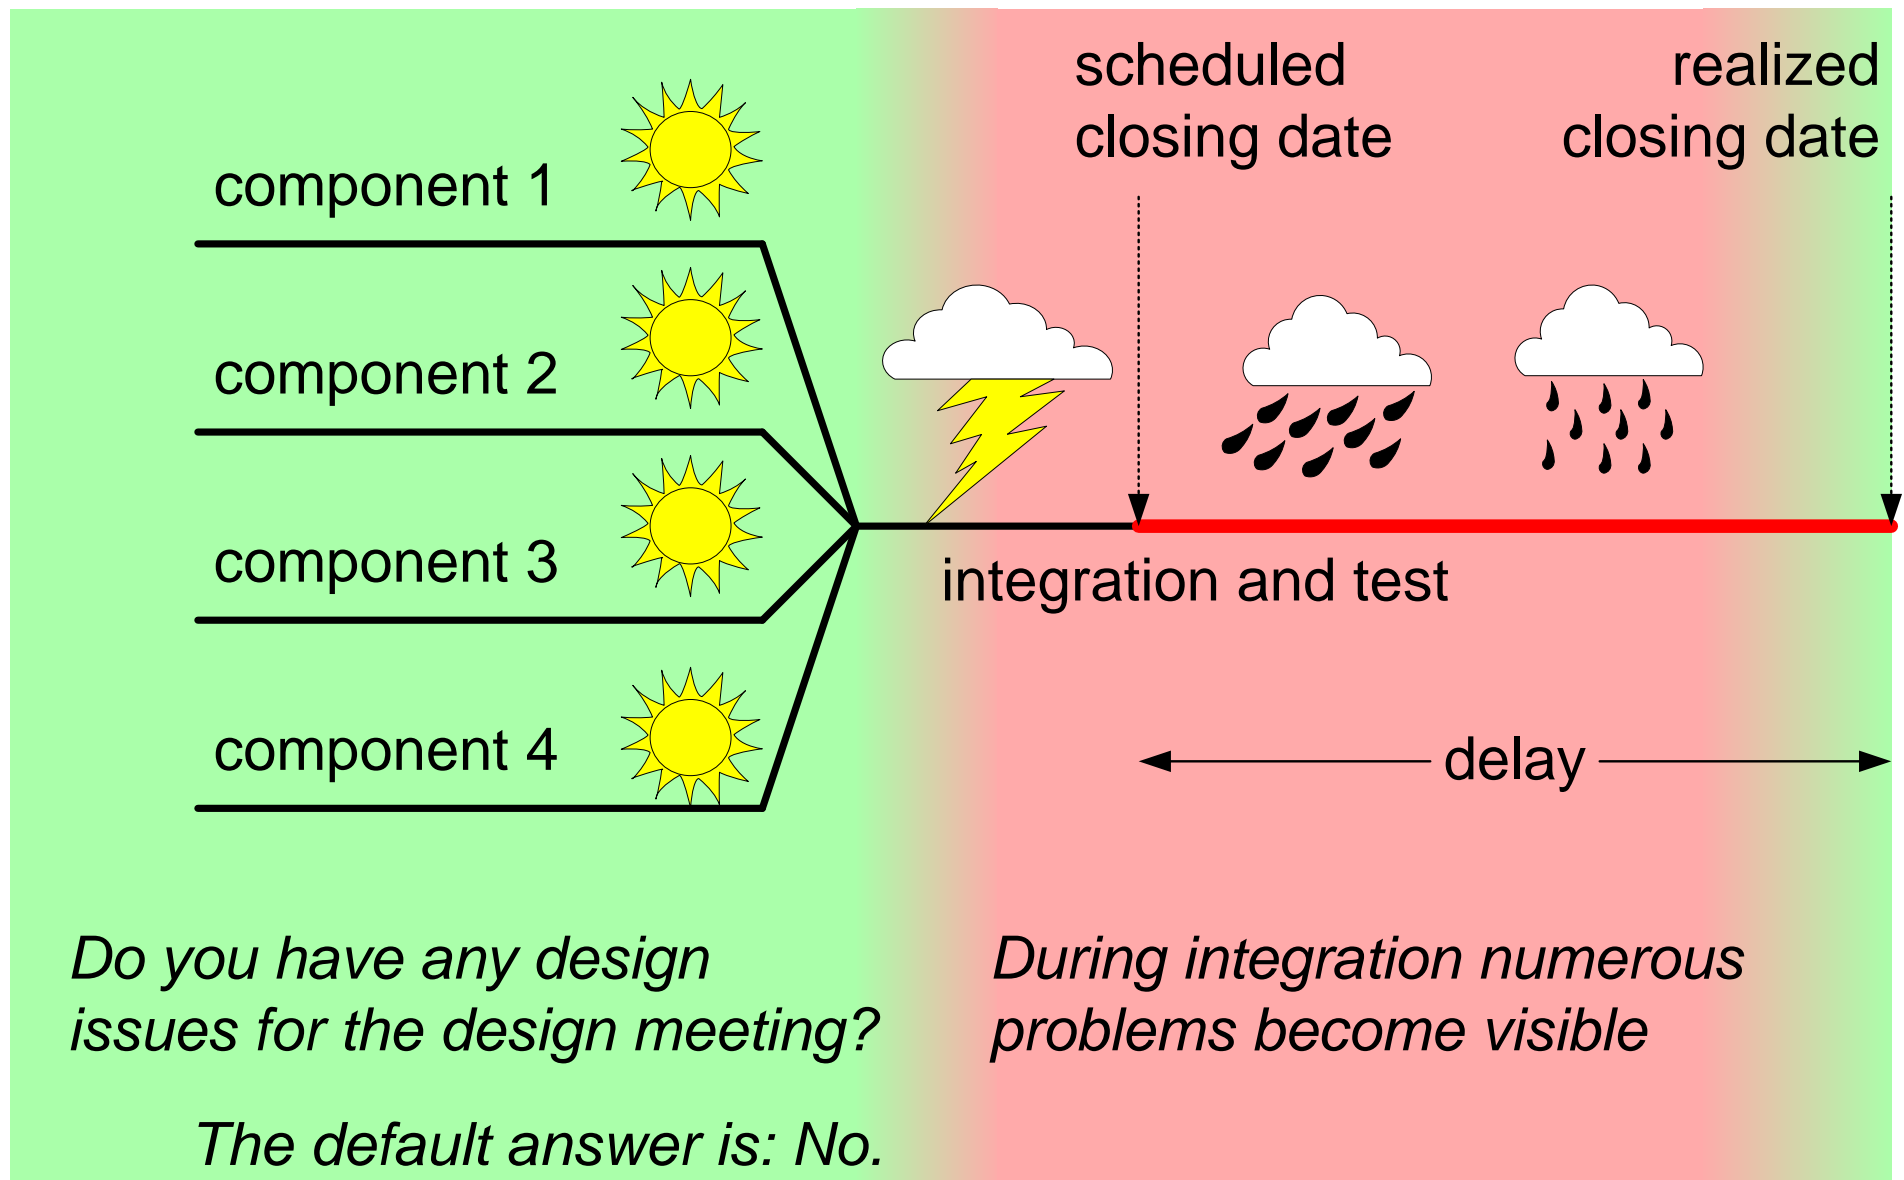 scheduled
closing date
realized
closing date
component 1
component 2
component 3
component 4
integration and test
delay
Do you have any design
issues for the design meeting?
The default answer is: No.
During integration numerous
problems become visible